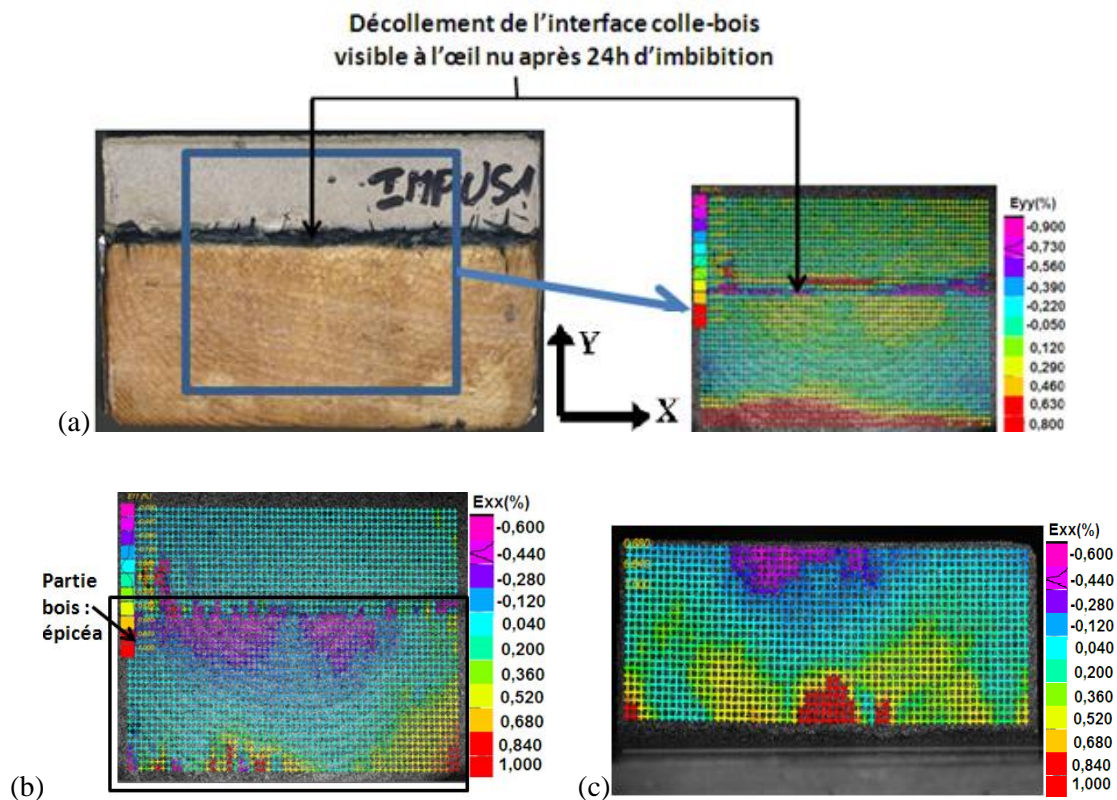 Décollement de l’interface colle-bois
visible à l’œil nu après 24h d’imbibition
IMPUS1
Eyy(%)
-0,900
-0,730
-0,560
-0,390
-0,220
-0,050
0,120
0,290
0,460
0,630
0,800
Y
X
(a)
Exx(%)
-0,600
-0,440
-0,280
-0,120
0,040
0,200
0,360
0,520
0,680
0,840
1,000
Partie
bois :
épicéa
(b)
Exx(%)
-0,600
-0,440
-0,280
-0,120
0,040
0,200
0,360
0,520
0,680
0,840
1,000
(c)